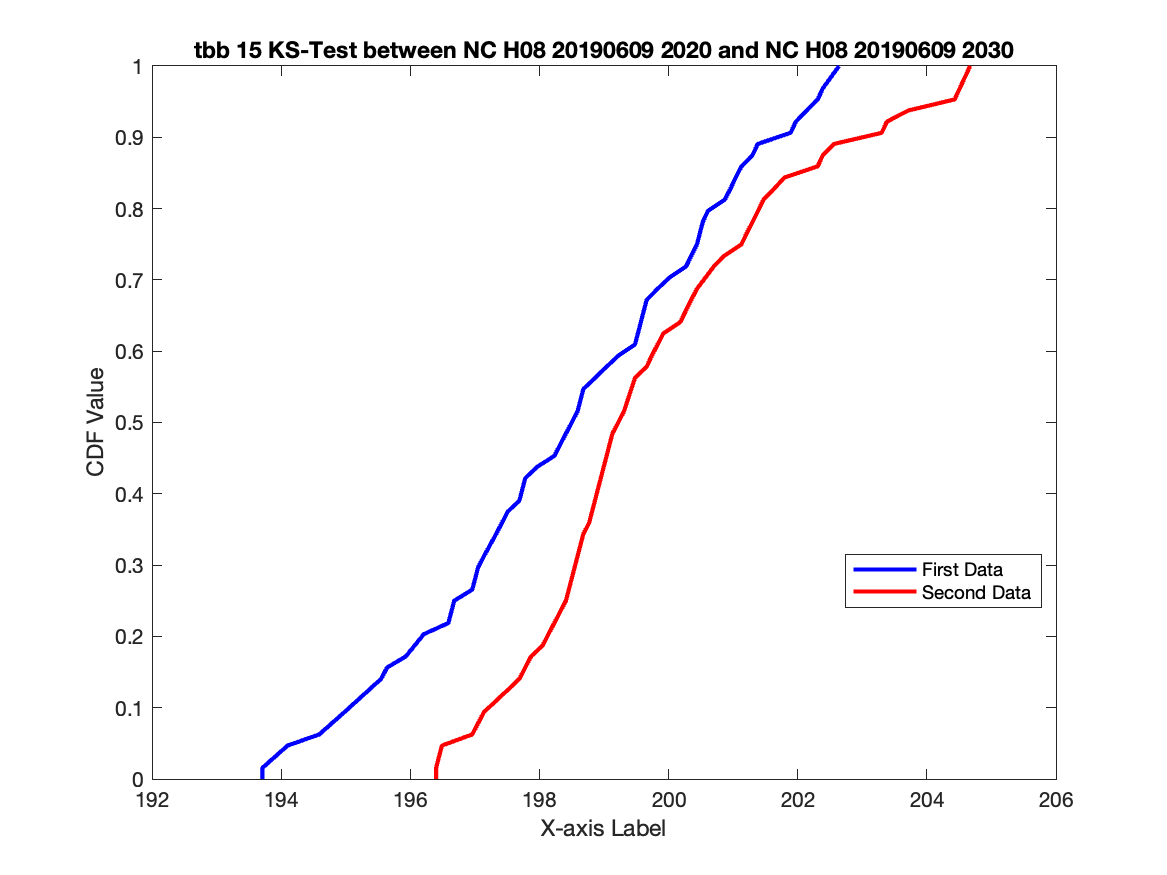 tbb 15 KS-Test between NC H08 20190609 2020 and NC H08 20190609 2030
1
0.9
0.8
0.7
0.6
0.5
0.4
0.3
0.2
0.1
0
CDF Value
First Data
Second Data
192 194 196 198 200 202 204 206
X-axis Label